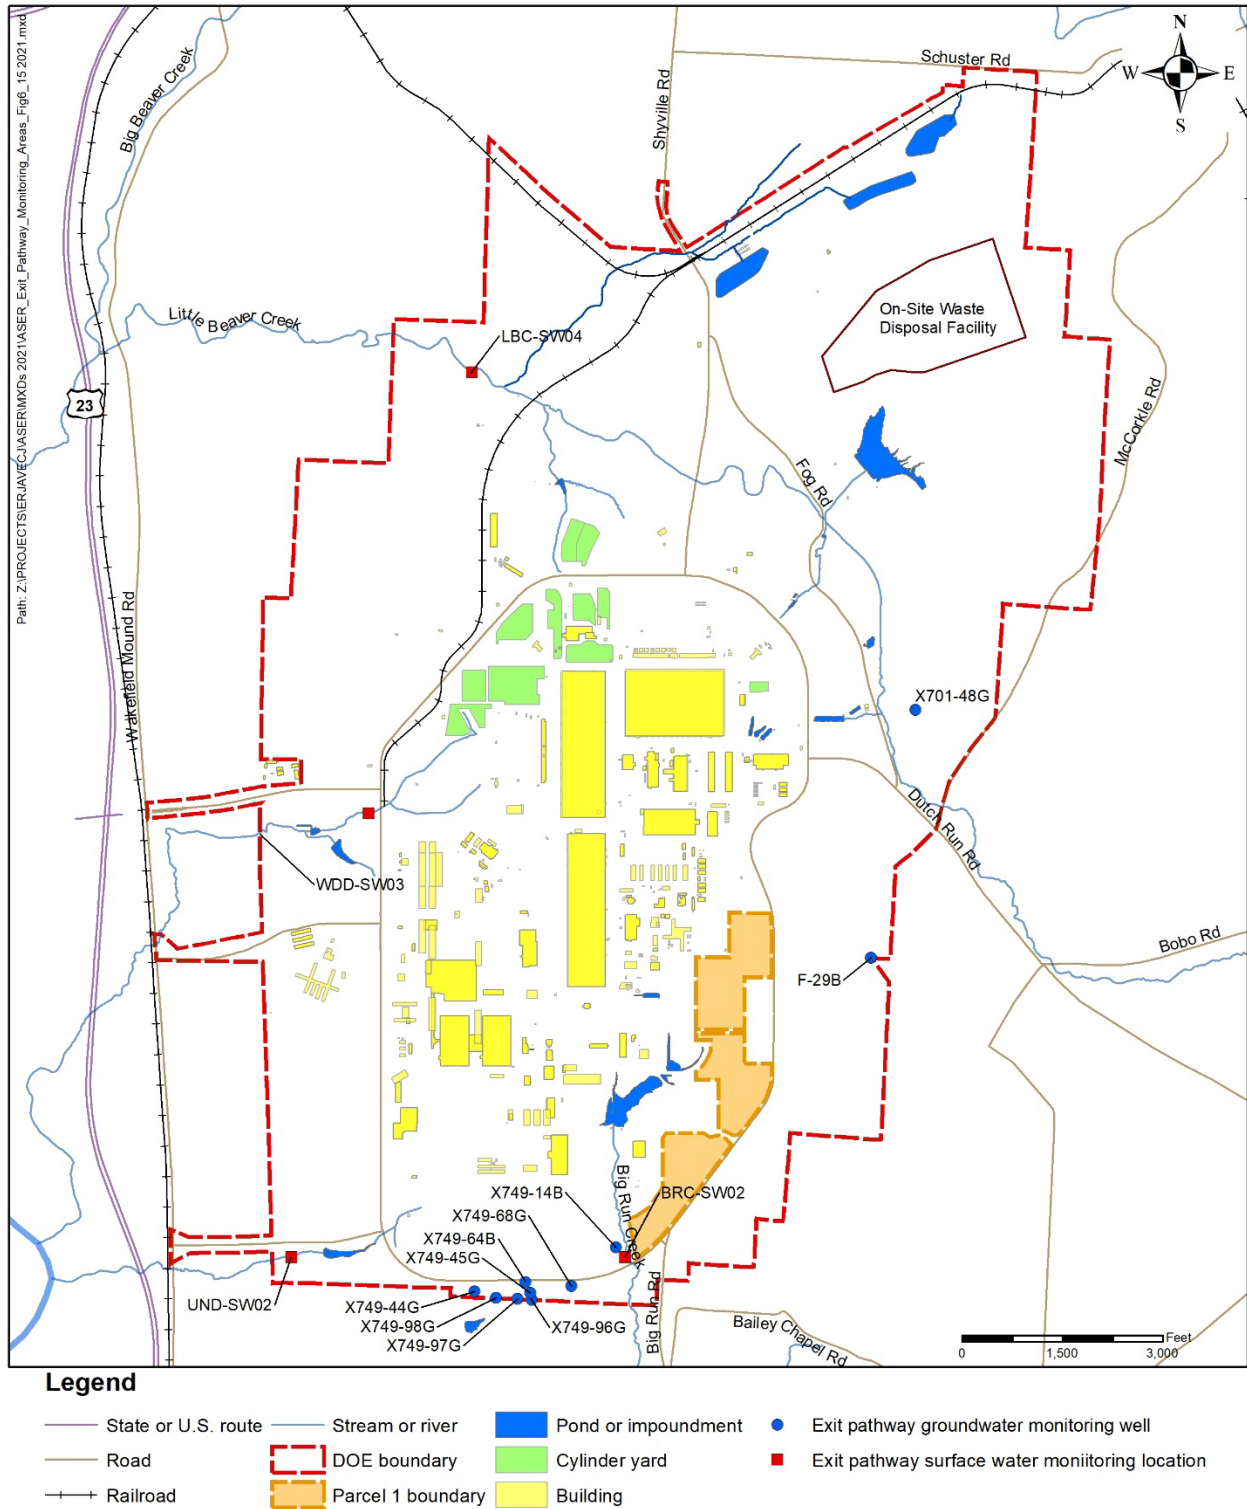 Path: Z:\PROJECTS\ERJAVECJ\ASER\MXDs 2021\ASER_Exit_Pathway_Monitoring_Areas_Fig6_15 2021.mxd
N
W E
S
Schuster Rd
Shyville Rd
Big Beaver Creek
Little Beaver Creek
LBC-SW04
On-Site Waste
Disposal Facility
23
McCorkle Rd
Fog Rd
Wakefield Mound Rd
X701-48G
Dutch Run Rd
WDD-SW03
Bobo Rd
F-29B
X749-14B
BRC-SW02
Big Run Creek
X749-68G
X749-64B
X749-45G
UND-SW02
X749-44G
X749-98G
X749-97G
X749-96G
Big Run Rd
Bailey Chapel Rd
Feet
0 1,500 3,000
Legend
State or U.S. route
Stream or river
Pond or impoundment
Exit pathway groundwater monitoring well
Road
DOE boundary
Cylinder yard
Exit pathway surface water moniitoring location
Railroad
Parcel 1 boundary
Building